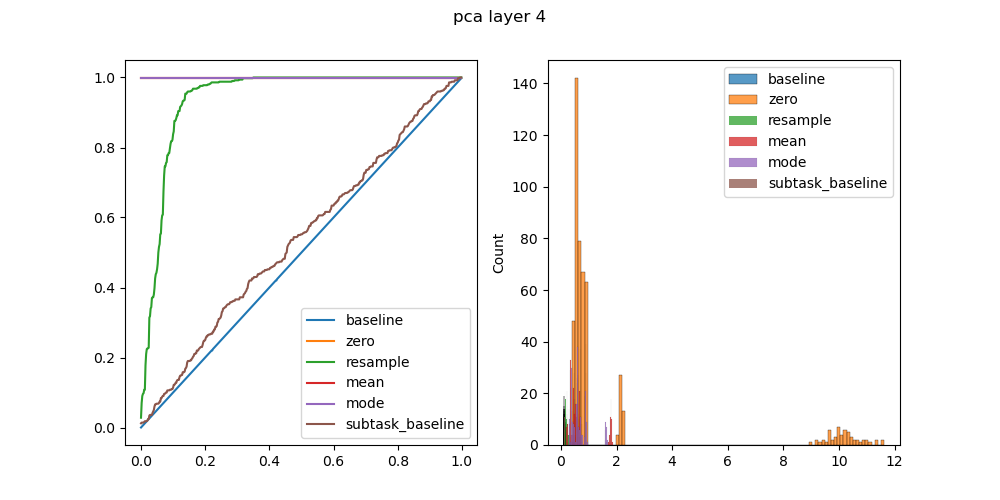 pca layer 4
1.0
0.8
0.6
0.4
0.2
0.0
0.0 0.2 0.4 0.6 0.8 1.0
baseline
zero
resample
mean
mode
subtask_baseline
Count
140
120
100
80
60
40
20
0
0 2 4 6 8 10 12
baseline
zero
resample
mean
mode
subtask_baseline